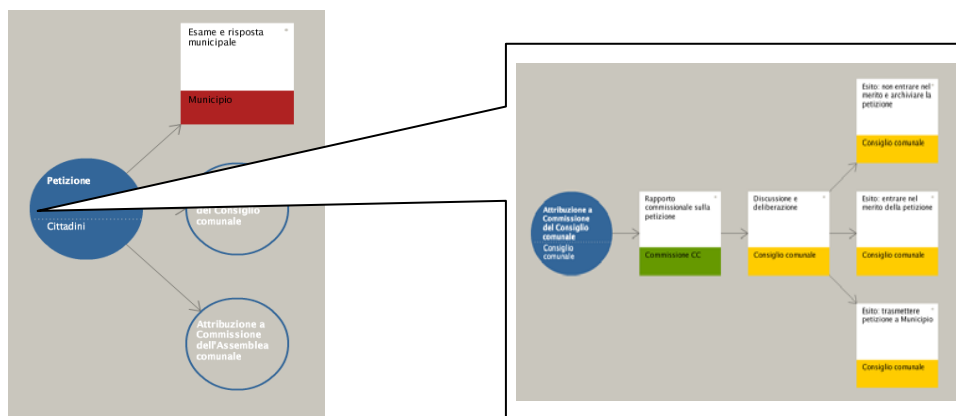 Esame e risposta
municipale
Municipio
Petizione
Cittadini
del Consiglio
comunale
Attribuzione a
Commissione
dell'Assemblea
comunale
Attribuzione a
Commissione
del Consiglio
comunale
Consiglio
comunale
Rapporto
commissionale sulla
petizione
Commissione CC
Discussione e
deliberazione
Consiglio comunale
Esito: non entrare nel
merito e archiviare la
petizione
Consiglio comunale
Esito: entrare nel
merito della petizione
Consiglio comunale
Esito: trasmettere
petizione a Municipio
Consiglio comunale